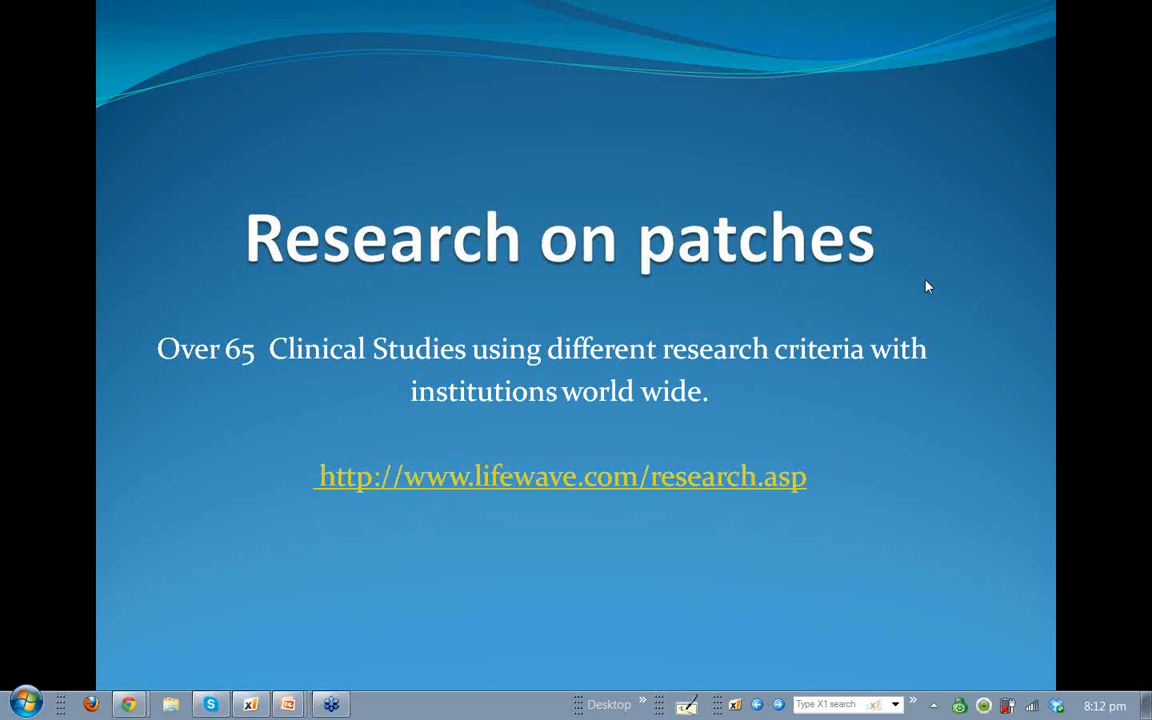 Research on patches
Over 65 Clinical Studies using different research criteria with
institutions world wide.
http://www.lifewave.com/research.asp
Desktop
Type X1 search
8:12 pm